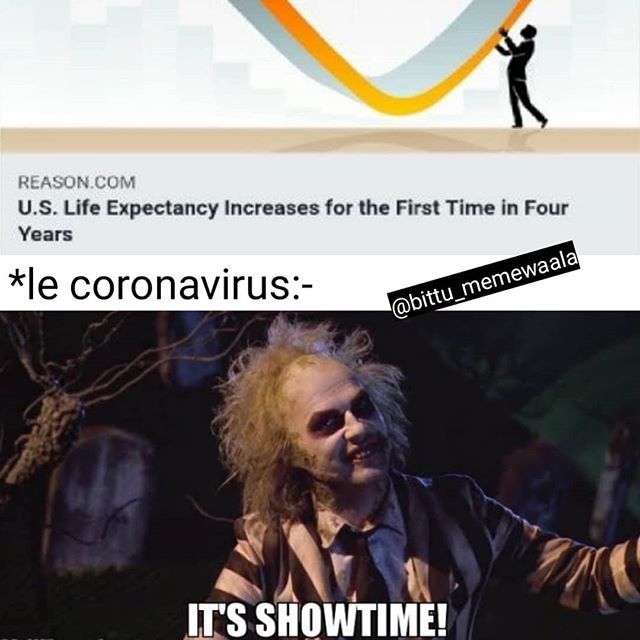 REASON.COM
U.S. Life Expectancy Increases for the First Time in Four
Years
*le coronavirus:-
@bittu_memewaala
IT'S SHOWTIME!